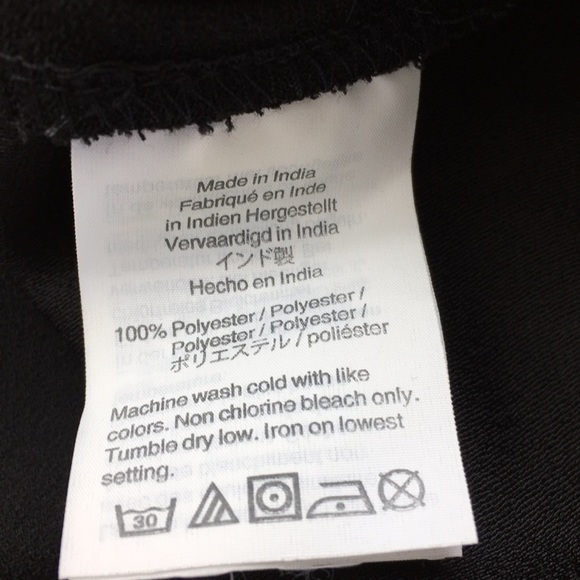 Made in India
Fabriqué en Inde
in Indien Hergestellt
Vervaardigd in India
インド製
Hecho en India
100% Polyester / Polyester /
Polyester / Polyester /
ポリエステル / poliéster
Machine wash cold with like
colors. Non chlorine bleach only.
Tumble dry low. Iron on lowest
setting.
30